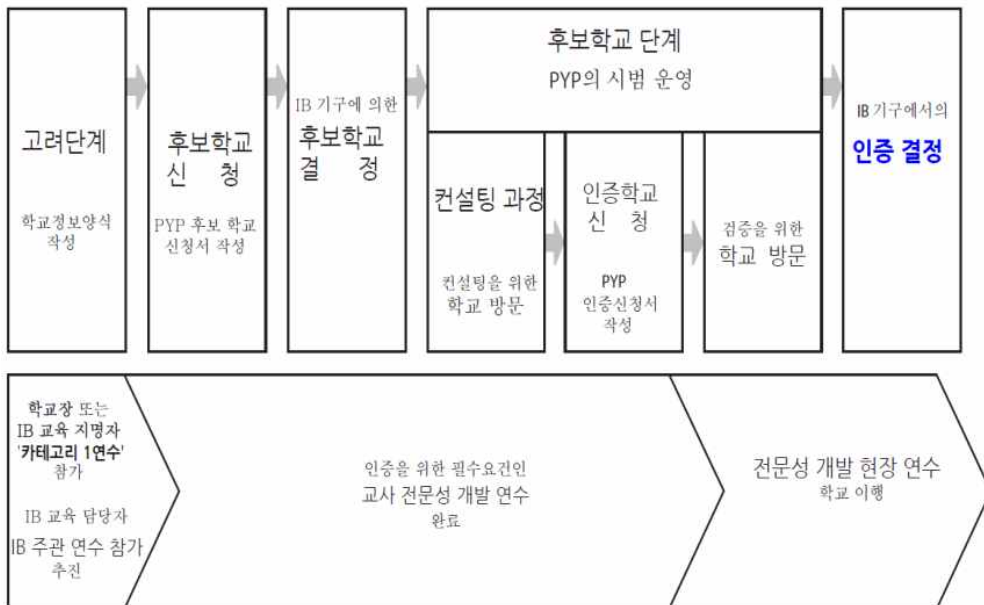 고려단계
학교정보양식
작성
후보학교
신 청
PYP 후보 학교
신청서 작성
IB 기구에 의한
후보학교
결 정
후보학교 단계
PYP의 시범 운영
컨설팅 과정
컨설팅을 위한
학교 방문
인증학교
신 청
PYP
인증신청서
작성
검증을 위한
학교 방문
IB 기구에서의
인증 결정
학교장 또는
IB 교육 지명자
'카테고리 1연수'
참가
IB 교육 담당자
IB 주관 연수 참가
추진
인증을 위한 필수요건인
교사 전문성 개발 연수
완료
전문성 개발 현장 연수
학교 이행